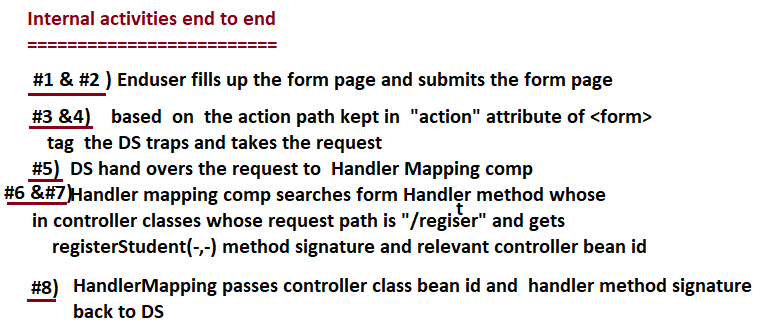 Internal activities end to end
=========================
#1 & #2 ) Enduser fills up the form page and submits the form page
#3 &4) based on the action path kept in "action" attribute of <form>
tag the DS traps and takes the request
#5) DS hand overs the request to Handler Mapping comp
#6 &#7)Handler mapping comp searches form Handler method whose
in controller classes whose request path is "/register" and gets
registerStudent(-,-) method signature and relevant controller bean id
#8) HandlerMapping passes controller class bean id and handler method signature
back to DS